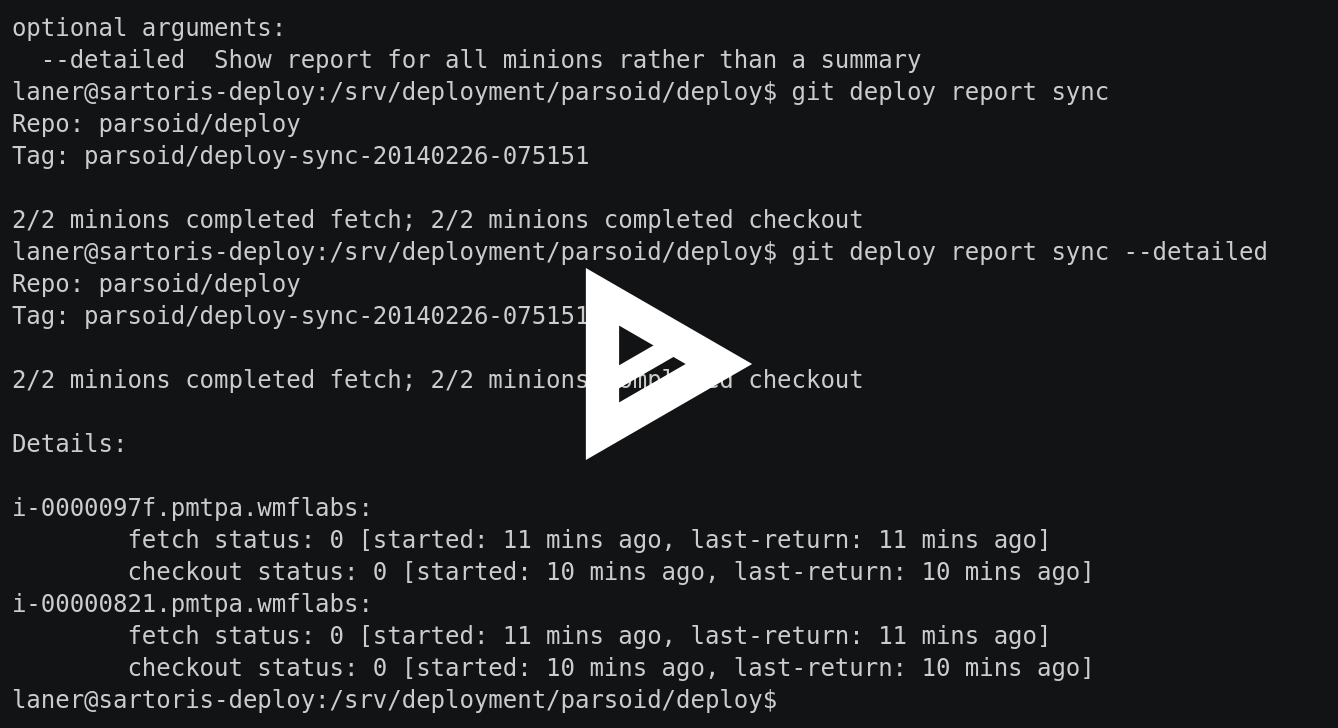 optional arguments:
  --detailed  Show report for all minions rather than a summary
laner@sartoris-deploy:/srv/deployment/parsoid/deploy$ git deploy report sync
Repo: parsoid/deploy
Tag: parsoid/deploy-sync-20140226-075151

2/2 minions completed fetch; 2/2 minions completed checkout
laner@sartoris-deploy:/srv/deployment/parsoid/deploy$ git deploy report sync --detailed
Repo: parsoid/deploy
Tag: parsoid/deploy-sync-20140226-075151

2/2 minions completed fetch; 2/2 minions completed checkout

Details:

i-0000097f.pmtpa.wmflabs:
        fetch status: 0 [started: 11 mins ago, last-return: 11 mins ago]
        checkout status: 0 [started: 10 mins ago, last-return: 10 mins ago]
i-00000821.pmtpa.wmflabs:
        fetch status: 0 [started: 11 mins ago, last-return: 11 mins ago]
        checkout status: 0 [started: 10 mins ago, last-return: 10 mins ago]
laner@sartoris-deploy:/srv/deployment/parsoid/deploy$